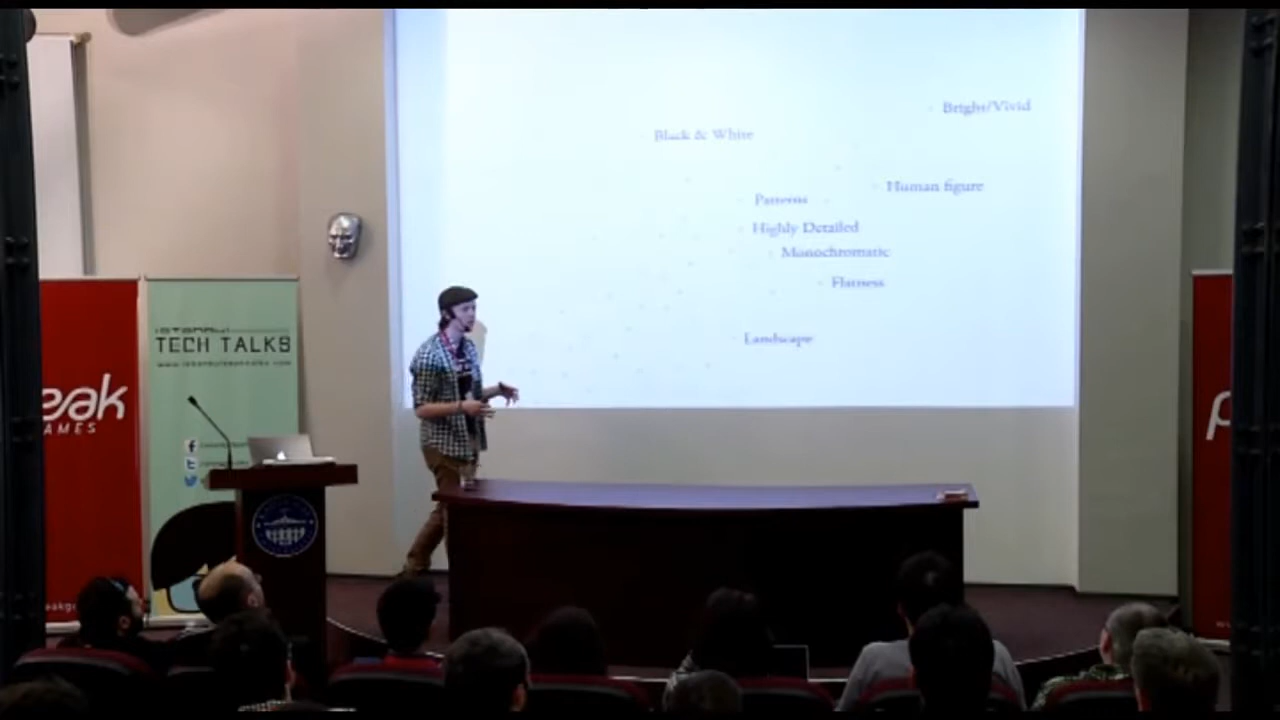 Bright/Vivid
Black & White
Human figure
Patterns
Highly Detailed
Monochromatic
Flatness
Landscape
TECH TALKS
eak
AMES
p